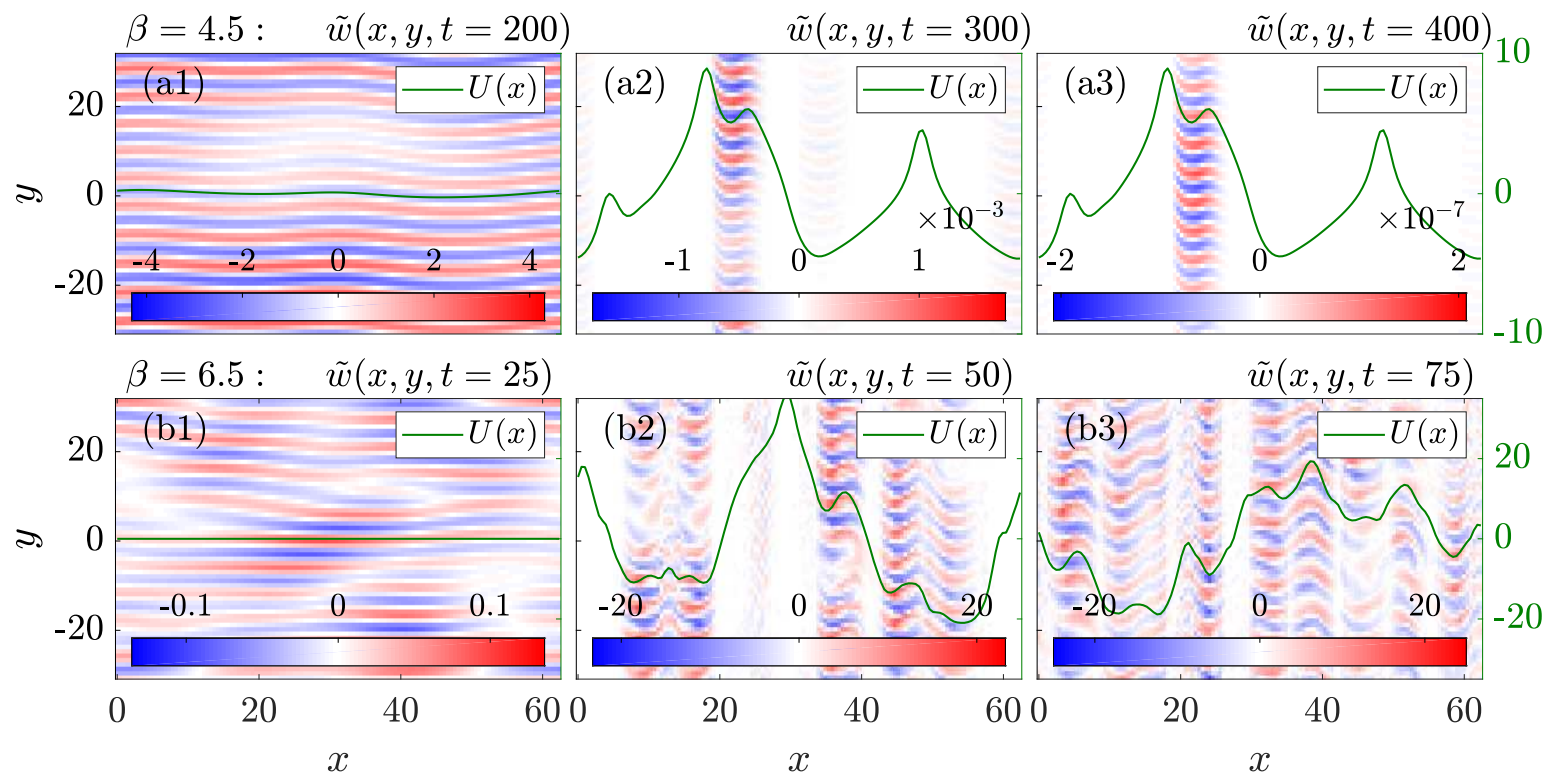 β = 4.5 : w̃(x, y, t = 200) w̃(x, y, t = 300) w̃(x, y, t = 400)
(a1) U(x) (a2) U(x) (a3) U(x) 10
20
y 0 0
×10⁻³ ×10⁻⁷
-4 -2 0 2 4 -1 0 1 -2 0 2
-20
-10
β = 6.5 : w̃(x, y, t = 25) w̃(x, y, t = 50) w̃(x, y, t = 75)
(b1) U(x) (b2) U(x) (b3) U(x)
20 20
y 0 0
-0.1 0 0.1 -20 0 20 -20 0 20
-20 -20
0 20 40 60 0 20 40 60 0 20 40 60
x x x